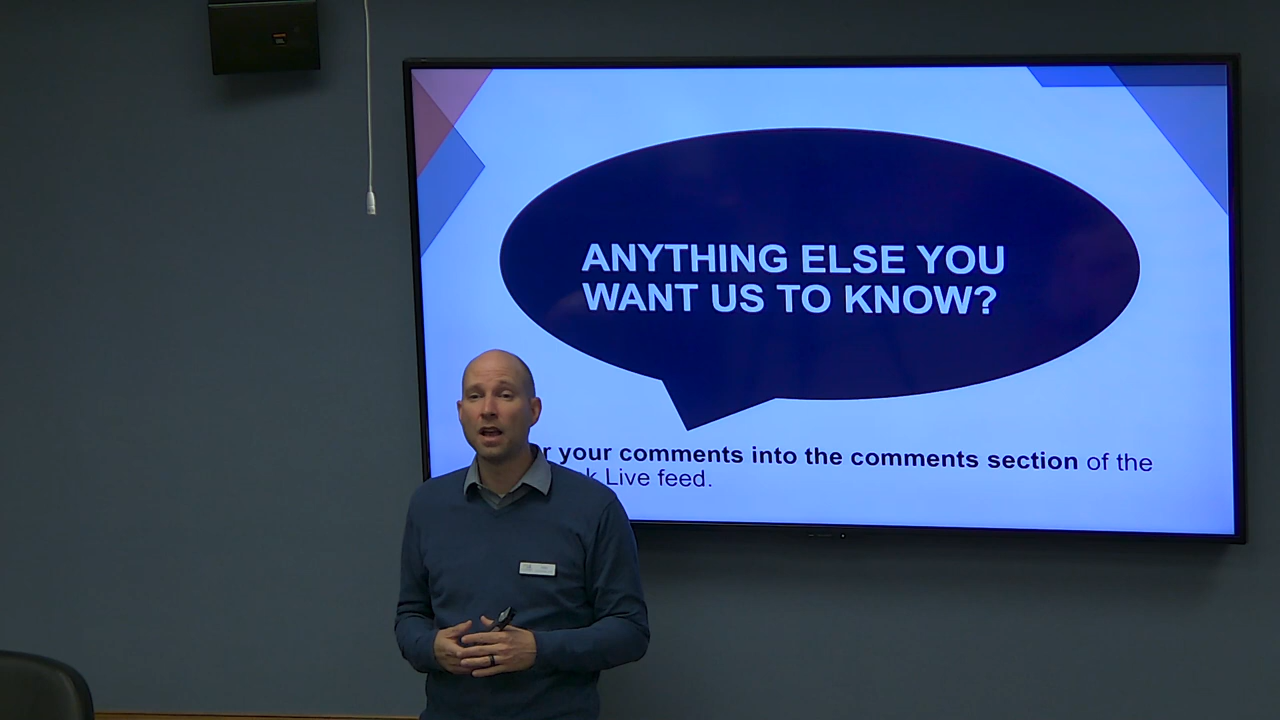 ANYTHING ELSE YOU
WANT US TO KNOW?
your comments into the comments section of the
Live feed.